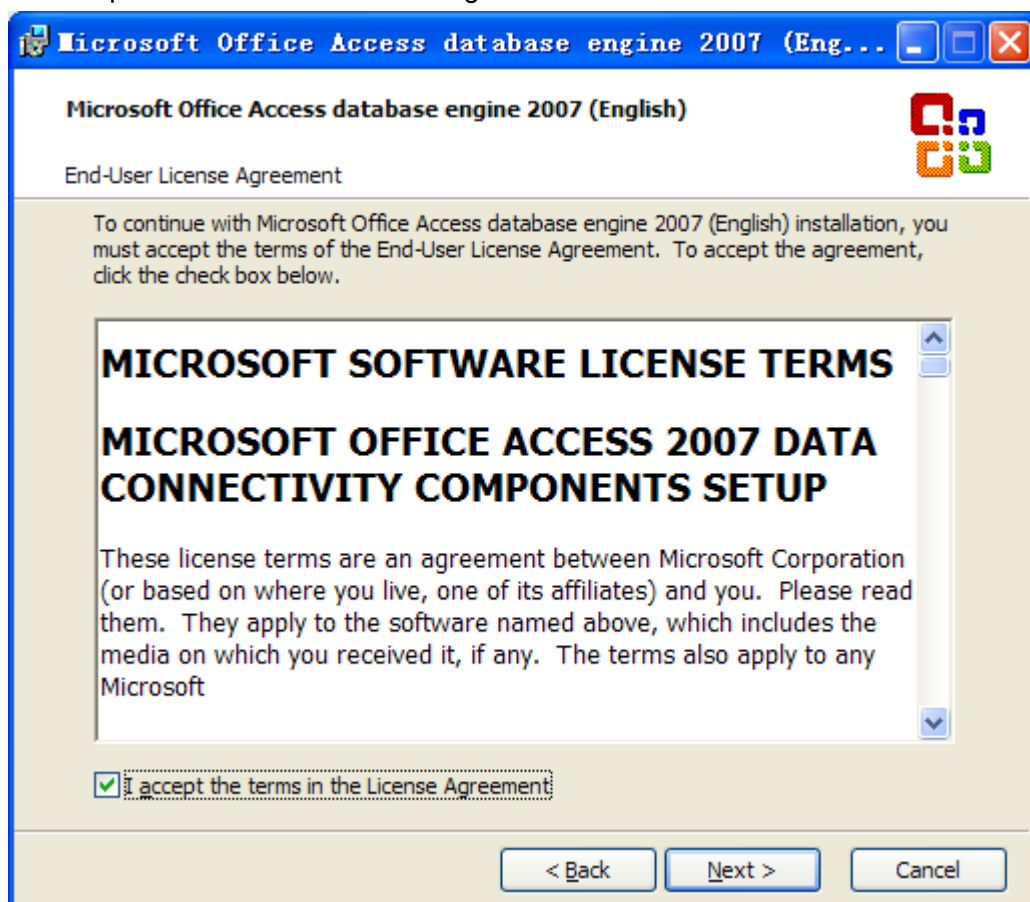 Microsoft Office Access database engine 2007 (Eng...
Microsoft Office Access database engine 2007 (English)
End-User License Agreement
To continue with Microsoft Office Access database engine 2007 (English) installation, you
must accept the terms of the End-User License Agreement.  To accept the agreement,
click the check box below.
MICROSOFT SOFTWARE LICENSE TERMS
MICROSOFT OFFICE ACCESS 2007 DATA
CONNECTIVITY COMPONENTS SETUP
These license terms are an agreement between Microsoft Corporation
(or based on where you live, one of its affiliates) and you.  Please read
them.  They apply to the software named above, which includes the
media on which you received it, if any.  The terms also apply to any
Microsoft
I accept the terms in the License Agreement
< Back
Next >
Cancel